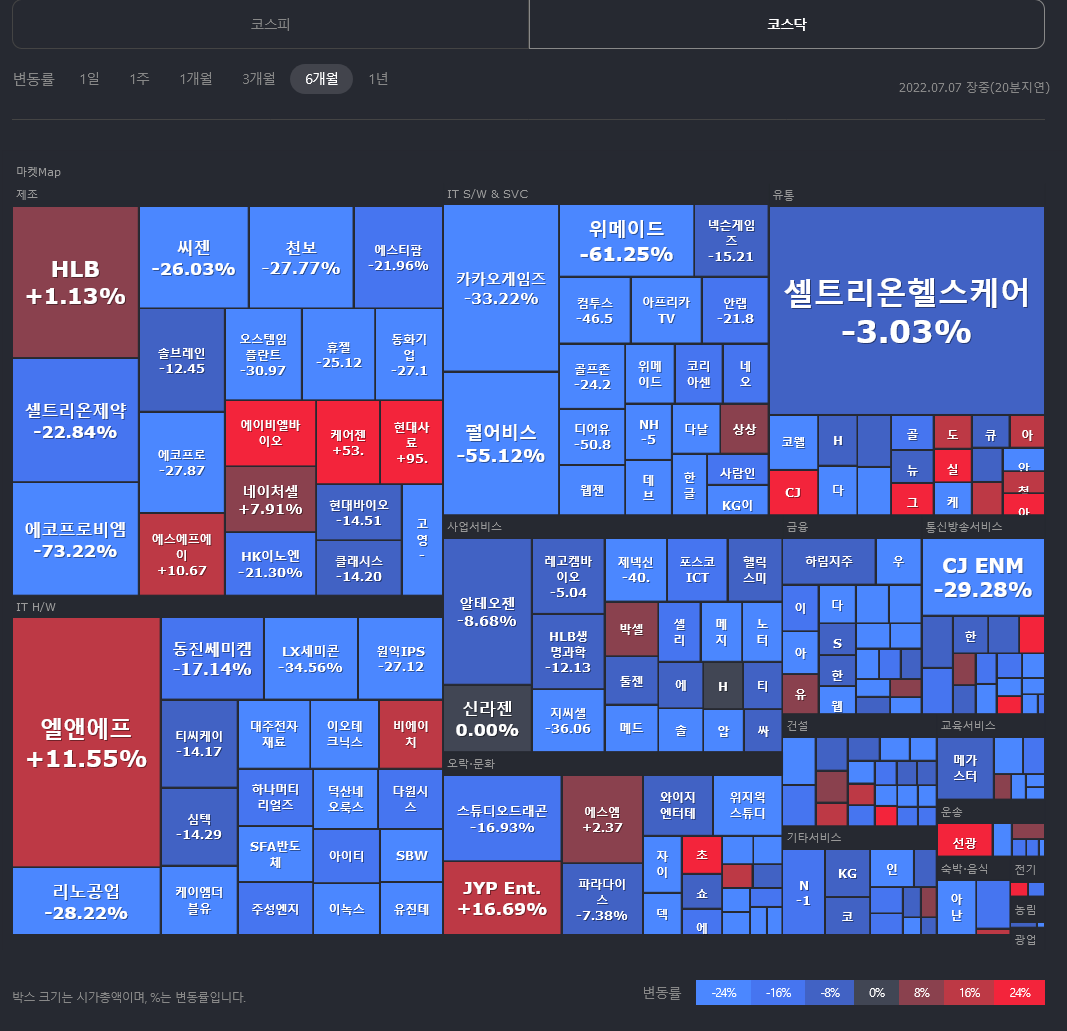 코스피
코스닥
변동률 1일 1주 1개월 3개월 6개월 1년
2022.07.07 장중(20분지연)
마켓Map
제조
HLB
+1.13%
씨젠
-26.03%
천보
-27.77%
에스티팜
-21.96%
셀트리온제약
-22.84%
솔브레인
-12.45
오스템임
플란트
-30.97
휴젤
-25.12
동화기
업
-27.1
에코프로
-27.87
에이비엘바
이오
케어젠
+53.
현대사
료
+95.
네이처셀
+7.91%
에코프로비엠
-73.22%
에스에프에
이
+10.67
HK이노엔
-21.30%
현대바이오
-14.51
클래시스
-14.20
고
영
-
IT S/W & SVC
카카오게임즈
-33.22%
위메이드
-61.25%
넥슨게임
즈
-15.21
컴투스
-46.5
아프리카
TV
안랩
-21.8
펄어비스
-55.12%
골프존
-24.2
위메
이드
코리
아센
네
오
디어유
-50.8
NH
-5
다날
상상
웹젠
데
브
한
글
사람인
KG이
유통
셀트리온헬스케어
-3.03%
코웰
H
골
도
큐
아
뉴
실
안
CJ
다
그
케
아
IT H/W
엘앤에프
+11.55%
동진쎄미켐
-17.14%
LX세미콘
-34.56%
원익IPS
-27.12
티씨케이
-14.17
대주전자
재료
이오테
크닉스
비에이
치
심텍
-14.29
하나머티
리얼즈
덕산네
오룩스
다원시
스
SFA반도
체
아이티
SBW
리노공업
-28.22%
케이엠더
블유
주성엔지
이녹스
유진테
사업서비스
알테오젠
-8.68%
레고켐바
이오
-5.04
제넥신
-40.
포스코
ICT
헬릭
스미
HLB생
명과학
-12.13
박셀
셀
리
메
지
노
터
신라젠
0.00%
지씨셀
-36.06
툴젠
에
H
티
메드
솔
압
싸
오락·문화
스튜디오드래곤
-16.93%
에스엠
+2.37
와이지
엔터테
위지윅
스튜디
JYP Ent.
+16.69%
파라다이
스
-7.38%
자
이
초
쇼
덱
에
금융
하림지주
우
이
다
아
S
한
유
웹
통신방송서비스
CJ ENM
-29.28%
한
건설
교육서비스
메가
스터
기타서비스
N
-1
KG
인
코
운송
선광
숙박·음식
아
난
전기
농림
광업
박스 크기는 시가총액이며, %는 변동률입니다.
변동률 -24% -16% -8% 0% 8% 16% 24%